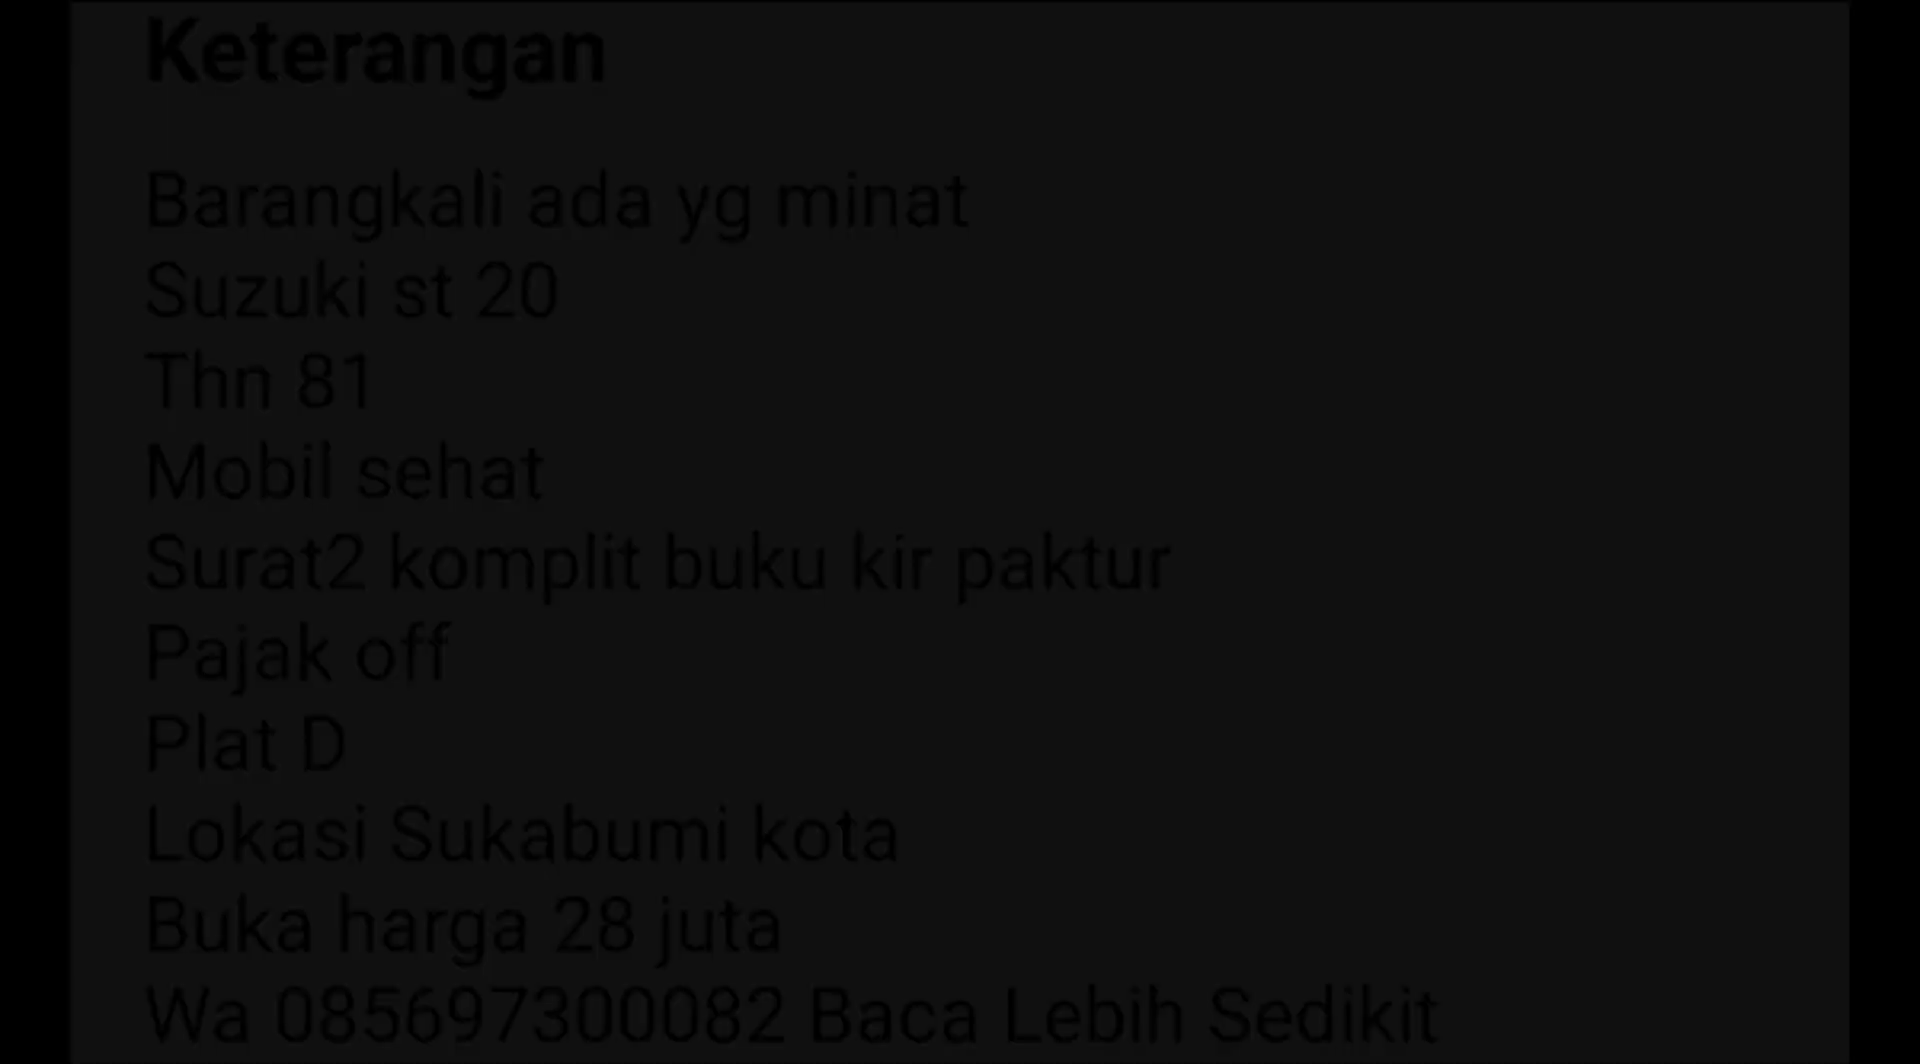 Keterangan
Barangkali ada yg minat
Suzuki st 20
Thn 81
Mobil sehat
Surat2 komplit buku kir paktur
Pajak off
Plat D
Lokasi Sukabumi kota
Buka harga 28 juta
Wa 085697300082 Baca Lebih Sedikit